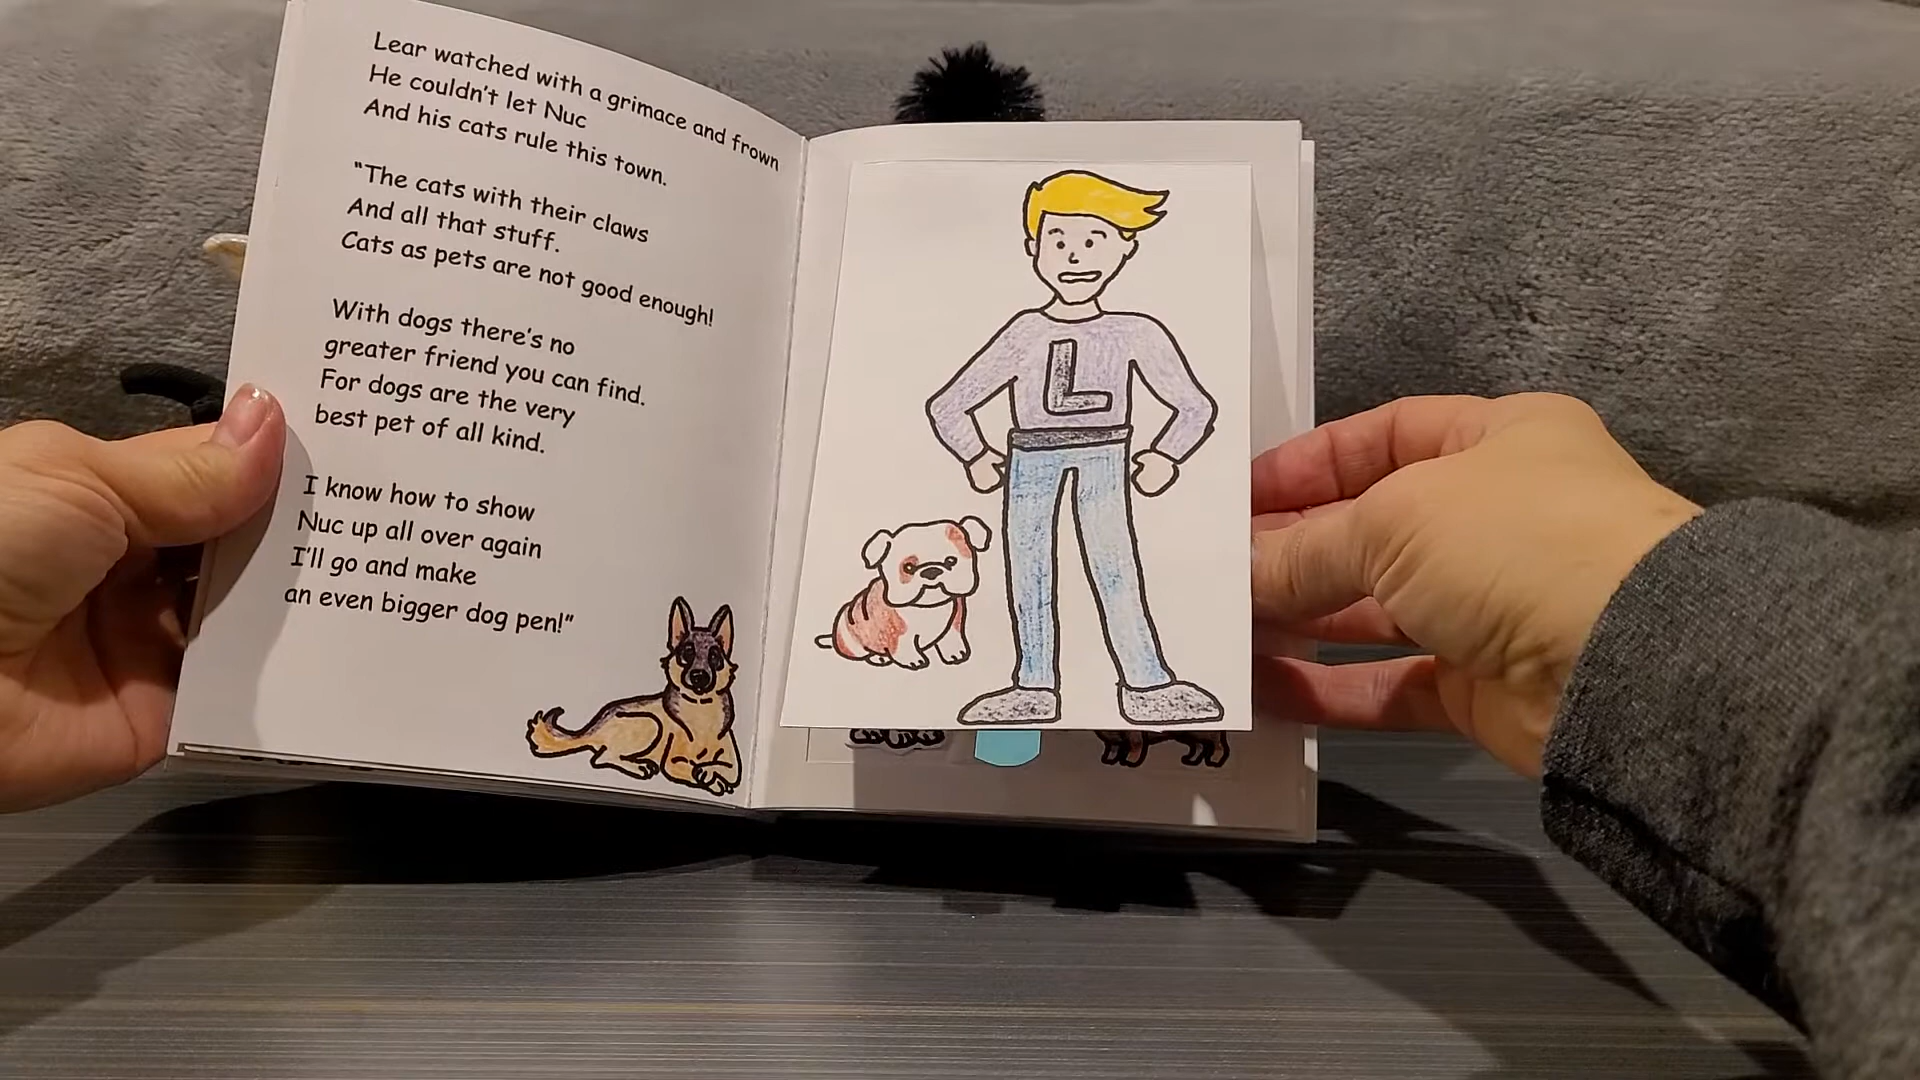 Lear watched with a grimace and frown
He couldn't let Nuc
And his cats rule this town.
"The cats with their claws
And all that stuff.
Cats as pets are not good enough!
With dogs there's no
greater friend you can find.
For dogs are the very
best pet of all kind.
I know how to show
Nuc up all over again
I'll go and make
an even bigger dog pen!"
L